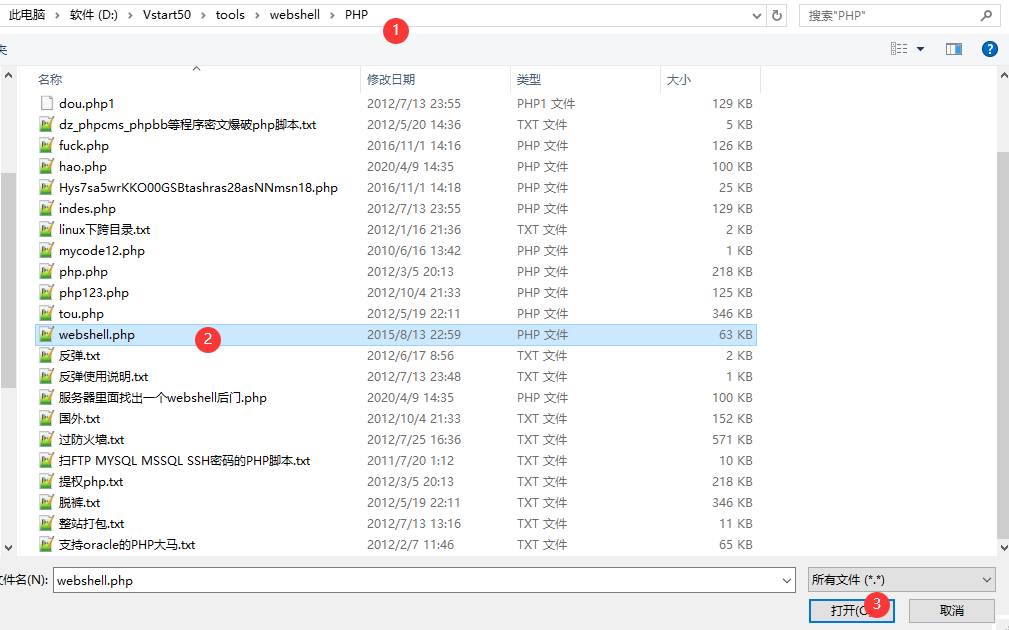 此电脑 › 软件 (D:) › Vstart50 › tools › webshell › PHP
搜索"PHP"
1
夹
?
名称 修改日期 类型 大小
dou.php1 2012/7/13 23:55 PHP1 文件 129 KB
dz_phpcms_phpbb等程序密文爆破php脚本.txt 2012/5/20 14:36 TXT 文件 5 KB
fuck.php 2016/11/1 14:16 PHP 文件 126 KB
hao.php 2020/4/9 14:35 PHP 文件 100 KB
Hys7sa5wrKKO00GSBtashras28asNNmsn18.php 2016/11/1 14:18 PHP 文件 25 KB
indes.php 2012/7/13 23:55 PHP 文件 129 KB
linux下跨目录.txt 2012/1/16 21:36 TXT 文件 2 KB
mycode12.php 2010/6/16 13:42 PHP 文件 1 KB
php.php 2012/3/5 20:13 PHP 文件 218 KB
php123.php 2012/10/4 21:33 PHP 文件 125 KB
tou.php 2012/5/19 22:11 PHP 文件 346 KB
webshell.php 2 2015/8/13 22:59 PHP 文件 63 KB
反弹.txt 2012/6/17 8:56 TXT 文件 2 KB
反弹使用说明.txt 2012/7/13 23:48 TXT 文件 1 KB
服务器里面找出一个webshell后门.php 2020/4/9 14:35 PHP 文件 100 KB
国外.txt 2012/10/4 21:33 TXT 文件 152 KB
过防火墙.txt 2012/7/25 16:36 TXT 文件 571 KB
扫FTP MYSQL MSSQL SSH密码的PHP脚本.txt 2011/7/20 1:12 TXT 文件 10 KB
提权php.txt 2012/3/5 20:13 TXT 文件 218 KB
脱裤.txt 2012/5/19 22:11 TXT 文件 346 KB
整站打包.txt 2012/7/13 13:16 TXT 文件 11 KB
支持oracle的PHP大马.txt 2012/2/7 11:46 TXT 文件 65 KB
文件名(N): webshell.php 所有文件 (*.*)
打开(O 3 取消